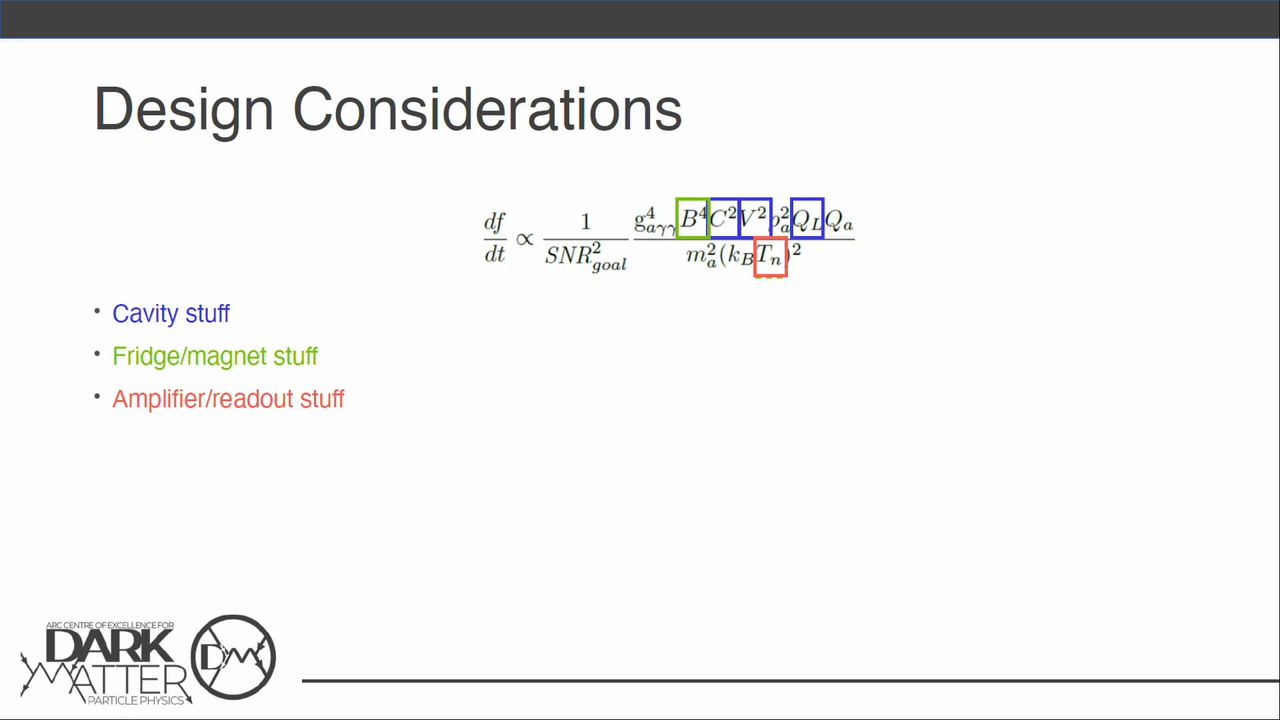 Design Considerations
df/dt ∝ 1/SNR²_goal g⁴_aγγ B⁴ C² V² ρ²_a Q_L Q_a / m²_a (k_B T_n)²
• Cavity stuff
• Fridge/magnet stuff
• Amplifier/readout stuff
ARC CENTRE OF EXCELLENCE FOR
DARK
MATTER
PARTICLE PHYSICS
DM